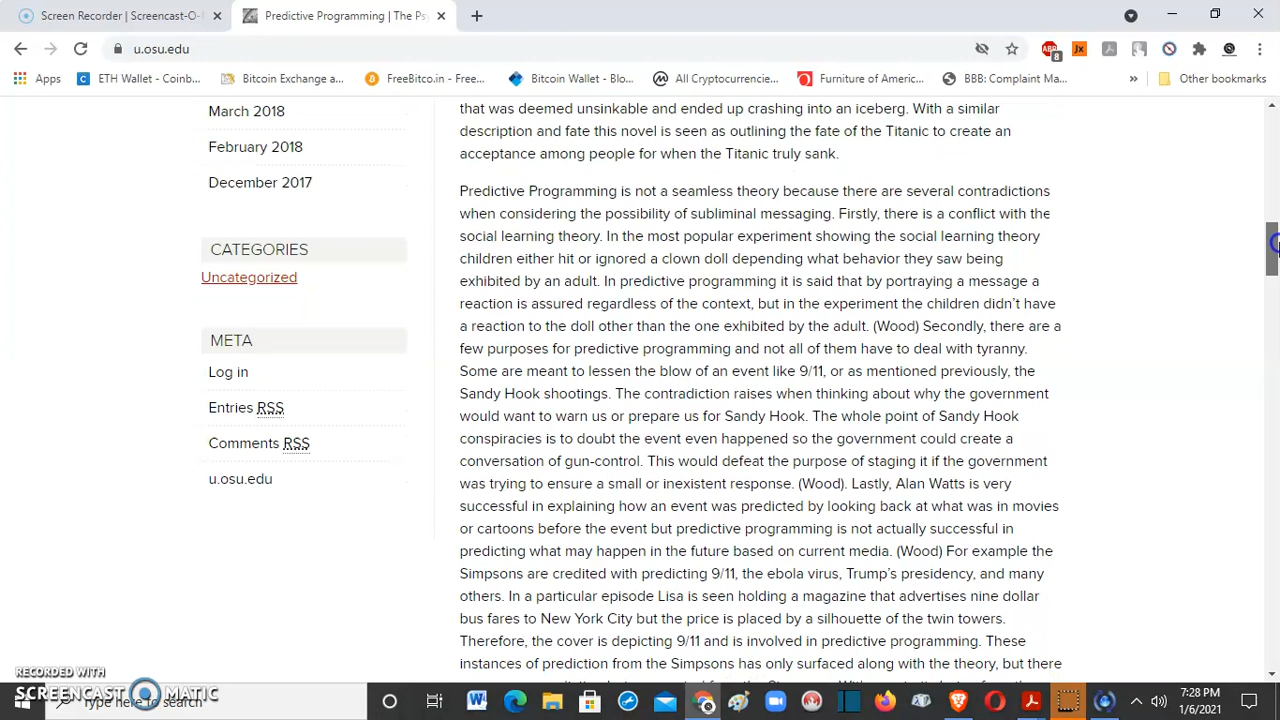 Screen Recorder | Screencast-O-
Predictive Programming | The Ps
u.osu.edu
8
Jx
Apps
ETH Wallet - Coinb...
Bitcoin Exchange a...
FreeBitco.in - Free...
Bitcoin Wallet - Blo...
All Cryptocurrencie...
Furniture of Americ...
BBB: Complaint Ma...
»
Other bookmarks
March 2018
February 2018
December 2017
CATEGORIES
Uncategorized
META
Log in
Entries RSS
Comments RSS
u.osu.edu
that was deemed unsinkable and ended up crashing into an iceberg. With a similar
description and fate this novel is seen as outlining the fate of the Titanic to create an
acceptance among people for when the Titanic truly sank.
Predictive Programming is not a seamless theory because there are several contradictions
when considering the possibility of subliminal messaging. Firstly, there is a conflict with the
social learning theory. In the most popular experiment showing the social learning theory
children either hit or ignored a clown doll depending what behavior they saw being
exhibited by an adult. In predictive programming it is said that by portraying a message a
reaction is assured regardless of the context, but in the experiment the children didn't have
a reaction to the doll other than the one exhibited by the adult. (Wood) Secondly, there are a
few purposes for predictive programming and not all of them have to deal with tyranny.
Some are meant to lessen the blow of an event like 9/11, or as mentioned previously, the
Sandy Hook shootings. The contradiction raises when thinking about why the government
would want to warn us or prepare us for Sandy Hook. The whole point of Sandy Hook
conspiracies is to doubt the event even happened so the government could create a
conversation of gun-control. This would defeat the purpose of staging it if the government
was trying to ensure a small or inexistent response. (Wood). Lastly, Alan Watts is very
successful in explaining how an event was predicted by looking back at what was in movies
or cartoons before the event but predictive programming is not actually successful in
predicting what may happen in the future based on current media. (Wood) For example the
Simpsons are credited with predicting 9/11, the ebola virus, Trump's presidency, and many
others. In a particular episode Lisa is seen holding a magazine that advertises nine dollar
bus fares to New York City but the price is placed by a silhouette of the twin towers.
Therefore, the cover is depicting 9/11 and is involved in predictive programming. These
instances of prediction from the Simpsons has only surfaced along with the theory, but there
RECORDED WITH
SCREENCAST MATIC
Type here to search
7:28 PM
1/6/2021